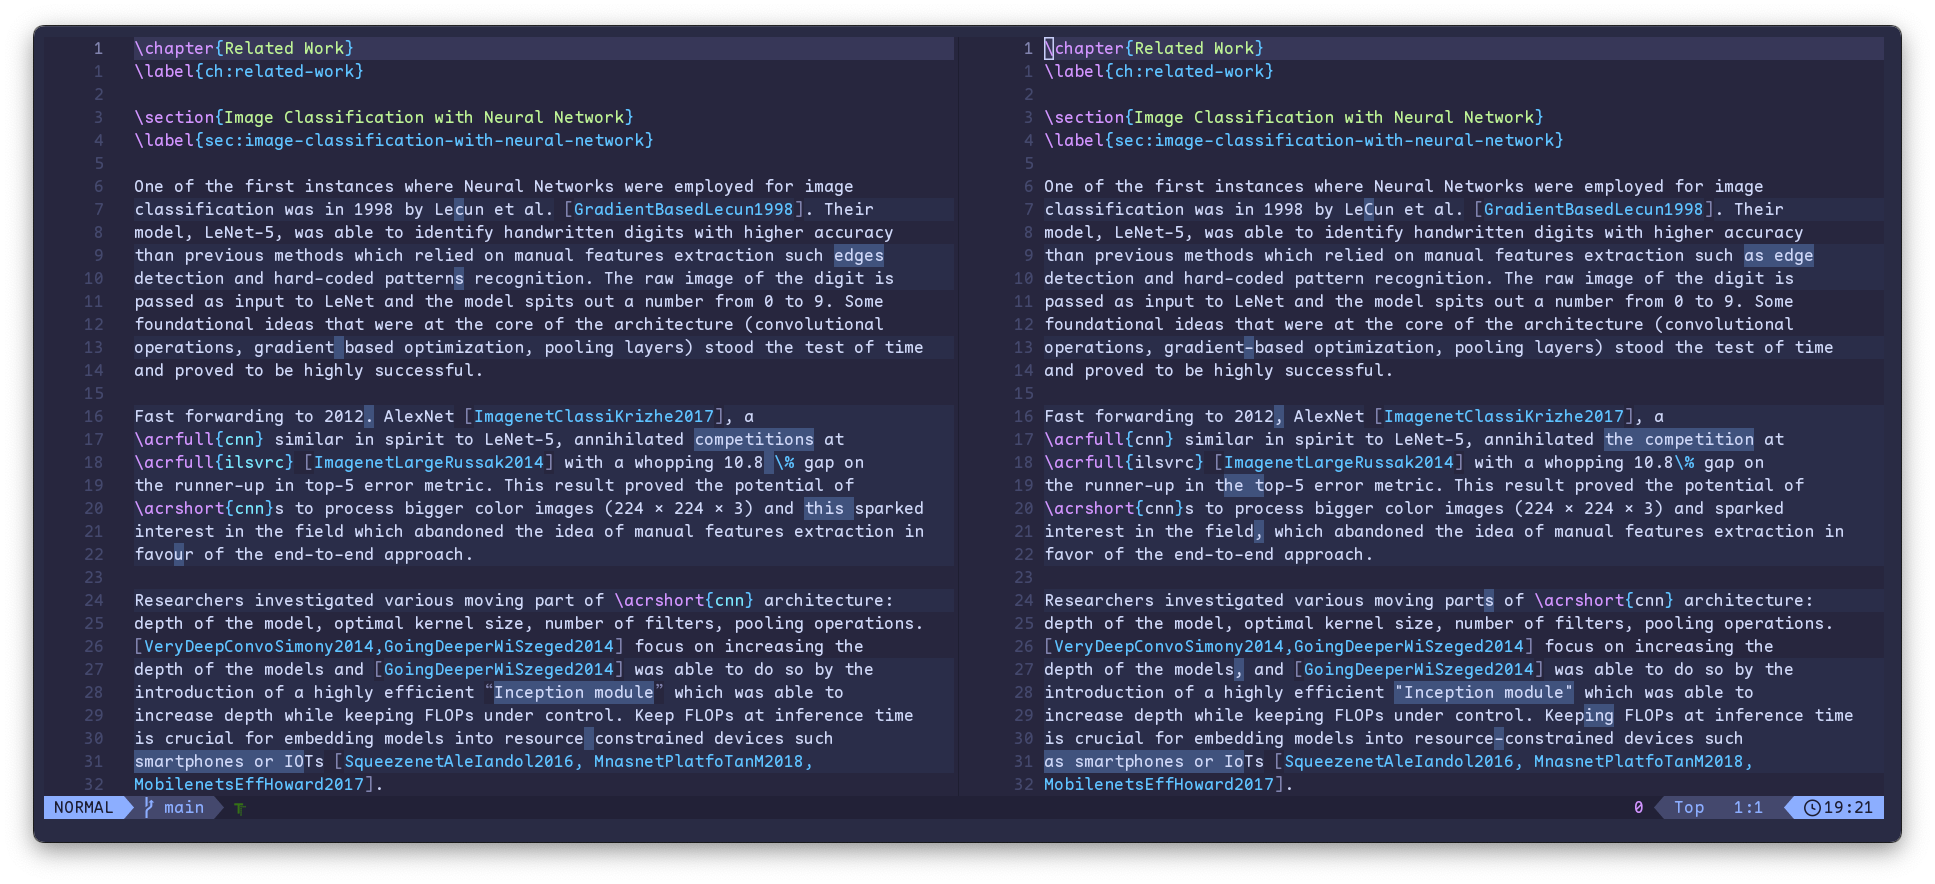 1 \chapter{Related Work}
1 \label{ch:related-work}
2
3 \section{Image Classification with Neural Network}
4 \label{sec:image-classification-with-neural-network}
5
6 One of the first instances where Neural Networks were employed for image
7 classification was in 1998 by Lecun et al. [GradientBasedLecun1998]. Their
8 model, LeNet-5, was able to identify handwritten digits with higher accuracy
9 than previous methods which relied on manual features extraction such edges
10 detection and hard-coded patterns recognition. The raw image of the digit is
11 passed as input to LeNet and the model spits out a number from 0 to 9. Some
12 foundational ideas that were at the core of the architecture (convolutional
13 operations, gradient based optimization, pooling layers) stood the test of time
14 and proved to be highly successful.
15
16 Fast forwarding to 2012. AlexNet [ImagenetClassiKrizhe2017], a
17 \acrfull{cnn} similar in spirit to LeNet-5, annihilated competitions at
18 \acrfull{ilsvrc} [ImagenetLargeRussak2014] with a whopping 10.8 \% gap on
19 the runner-up in top-5 error metric. This result proved the potential of
20 \acrshort{cnn}s to process bigger color images (224 × 224 × 3) and this sparked
21 interest in the field which abandoned the idea of manual features extraction in
22 favour of the end-to-end approach.
23
24 Researchers investigated various moving part of \acrshort{cnn} architecture:
25 depth of the model, optimal kernel size, number of filters, pooling operations.
26 [VeryDeepConvoSimony2014,GoingDeeperWiSzeged2014] focus on increasing the
27 depth of the models and [GoingDeeperWiSzeged2014] was able to do so by the
28 introduction of a highly efficient “Inception module” which was able to
29 increase depth while keeping FLOPs under control. Keep FLOPs at inference time
30 is crucial for embedding models into resource constrained devices such
31 smartphones or IOTs [SqueezenetAleIandol2016, MnasnetPlatfoTanM2018,
32 MobilenetsEffHoward2017].
1 \chapter{Related Work}
1 \label{ch:related-work}
2
3 \section{Image Classification with Neural Network}
4 \label{sec:image-classification-with-neural-network}
5
6 One of the first instances where Neural Networks were employed for image
7 classification was in 1998 by LeCun et al. [GradientBasedLecun1998]. Their
8 model, LeNet-5, was able to identify handwritten digits with higher accuracy
9 than previous methods which relied on manual features extraction such as edge
10 detection and hard-coded pattern recognition. The raw image of the digit is
11 passed as input to LeNet and the model spits out a number from 0 to 9. Some
12 foundational ideas that were at the core of the architecture (convolutional
13 operations, gradient-based optimization, pooling layers) stood the test of time
14 and proved to be highly successful.
15
16 Fast forwarding to 2012, AlexNet [ImagenetClassiKrizhe2017], a
17 \acrfull{cnn} similar in spirit to LeNet-5, annihilated the competition at
18 \acrfull{ilsvrc} [ImagenetLargeRussak2014] with a whopping 10.8\% gap on
19 the runner-up in the top-5 error metric. This result proved the potential of
20 \acrshort{cnn}s to process bigger color images (224 × 224 × 3) and sparked
21 interest in the field, which abandoned the idea of manual features extraction in
22 favor of the end-to-end approach.
23
24 Researchers investigated various moving parts of \acrshort{cnn} architecture:
25 depth of the model, optimal kernel size, number of filters, pooling operations.
26 [VeryDeepConvoSimony2014,GoingDeeperWiSzeged2014] focus on increasing the
27 depth of the models, and [GoingDeeperWiSzeged2014] was able to do so by the
28 introduction of a highly efficient "Inception module" which was able to
29 increase depth while keeping FLOPs under control. Keeping FLOPs at inference time
30 is crucial for embedding models into resource-constrained devices such
31 as smartphones or IoTs [SqueezenetAleIandol2016, MnasnetPlatfoTanM2018,
32 MobilenetsEffHoward2017].
NORMAL main 0 Top 1:1 19:21